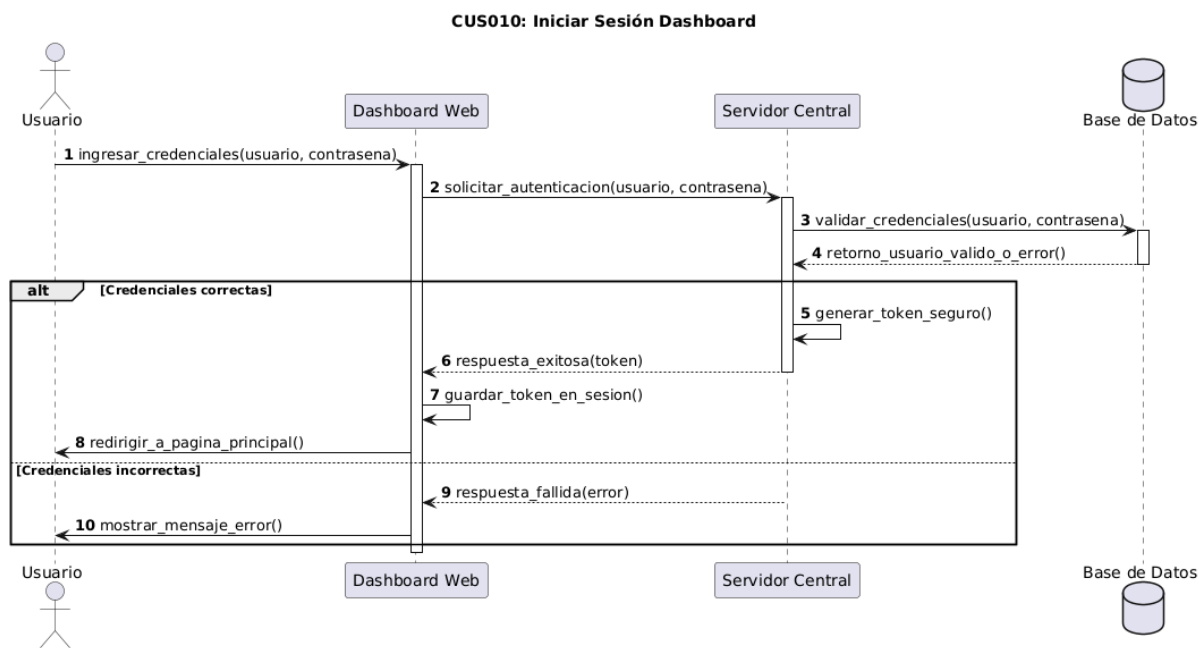 CUS010: Iniciar Sesión Dashboard
Usuario
Dashboard Web
Servidor Central
Base de Datos
1 ingresar_credenciales(usuario, contrasena)
2 solicitar_autenticacion(usuario, contrasena)
3 validar_credenciales(usuario, contrasena)
4 retorno_usuario_valido_o_error()
alt [Credenciales correctas]
5 generar_token_seguro()
6 respuesta_exitosa(token)
7 guardar_token_en_sesion()
8 redirigir_a_pagina_principal()
[Credenciales incorrectas]
9 respuesta_fallida(error)
10 mostrar_mensaje_error()
Usuario
Dashboard Web
Servidor Central
Base de Datos